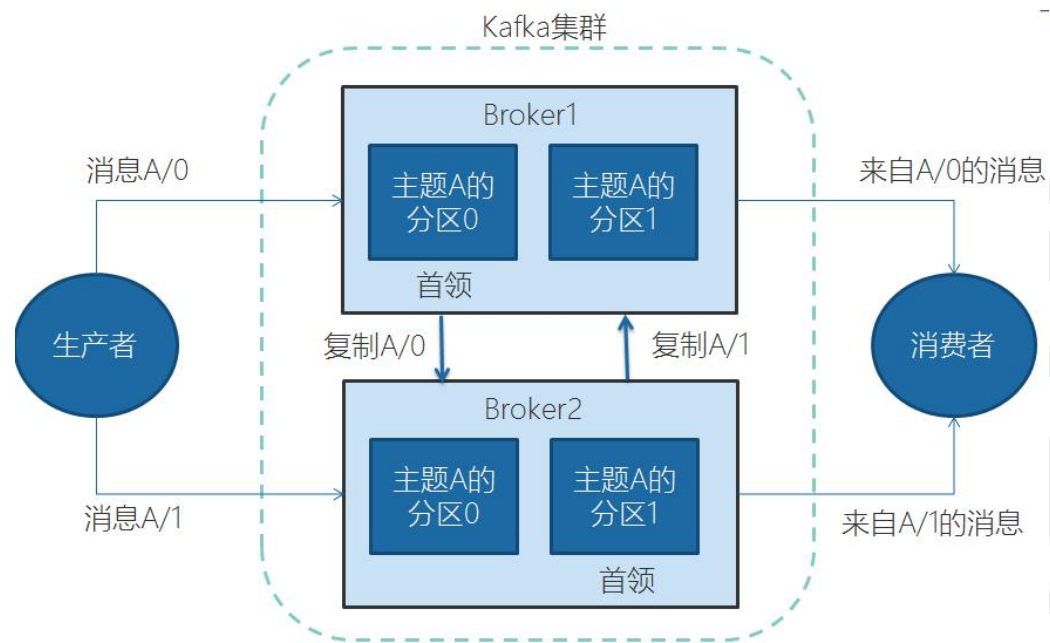 Kafka集群
Broker1
消息A/0
主题A的
分区0
主题A的
分区1
来自A/0的消息
首领
生产者
复制A/0
复制A/1
消费者
Broker2
主题A的
分区0
主题A的
分区1
消息A/1
来自A/1的消息
首领